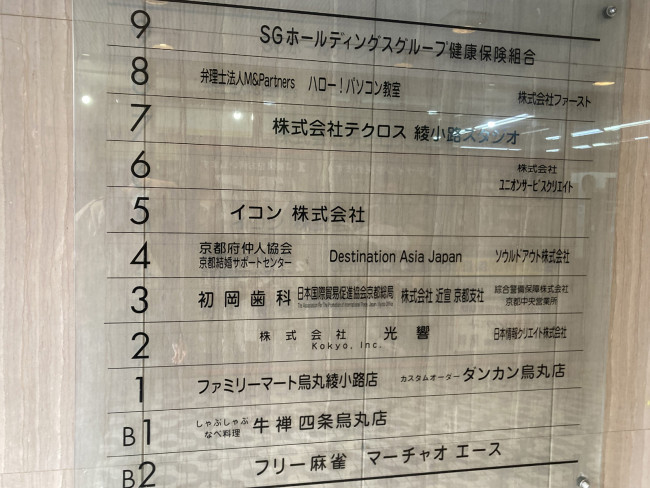 9 SGホールディングスグループ健康保険組合
8 弁理士法人M&Partners ハロー！パソコン教室 株式会社ファースト
7 株式会社テクロス 綾小路スタジオ
6 株式会社
ユニオンサービスクリエイト
5 イコン 株式会社
4 京都府仲人協会
京都結婚サポートセンター Destination Asia Japan ソウルドアウト株式会社
3 初岡歯科 日本国際貿易促進協会京都総局 株式会社 近宣 京都支社 綜合警備保障株式会社
京都中央営業所
2 株式会社 光響 日本情報クリエイト株式会社
Kokyo, Inc.
1 ファミリーマート烏丸綾小路店 カスタムオーダー ダンカン烏丸店
B1 しゃぶしゃぶ
なべ料理 牛禅 四条烏丸店
B2 フリー麻雀 マーチャオ エース